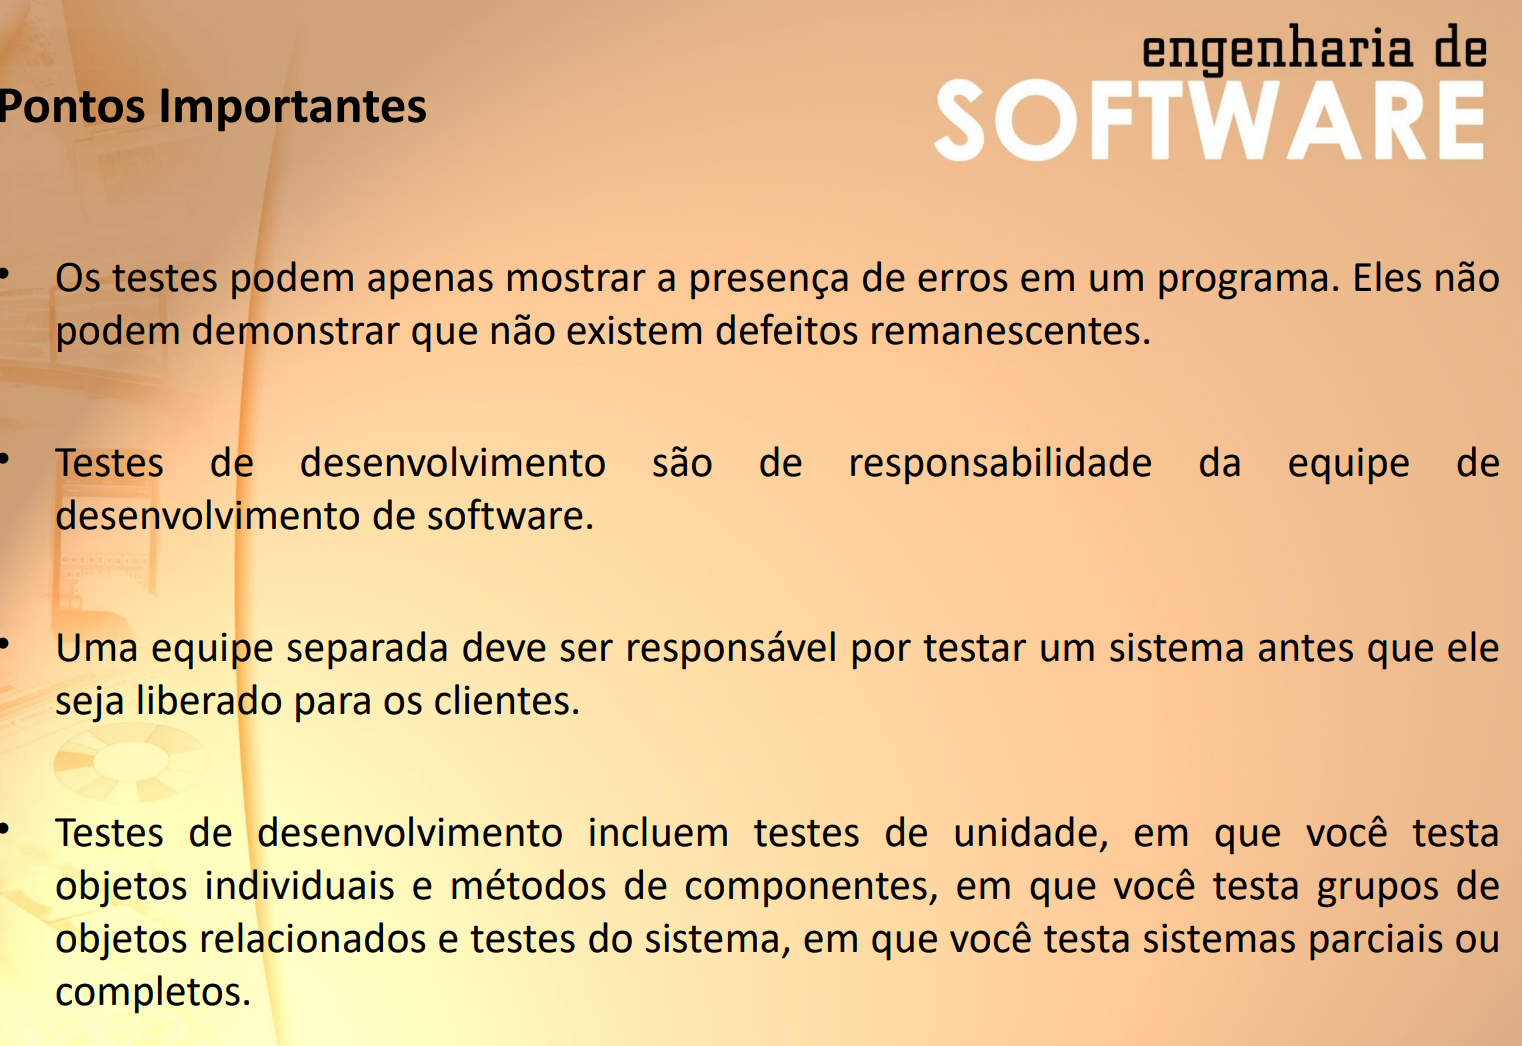 engenharia de
SOFTWARE
Pontos Importantes
• Os testes podem apenas mostrar a presença de erros em um programa. Eles não
podem demonstrar que não existem defeitos remanescentes.
• Testes de desenvolvimento são de responsabilidade da equipe de
desenvolvimento de software.
• Uma equipe separada deve ser responsável por testar um sistema antes que ele
seja liberado para os clientes.
• Testes de desenvolvimento incluem testes de unidade, em que você testa
objetos individuais e métodos de componentes, em que você testa grupos de
objetos relacionados e testes do sistema, em que você testa sistemas parciais ou
completos.